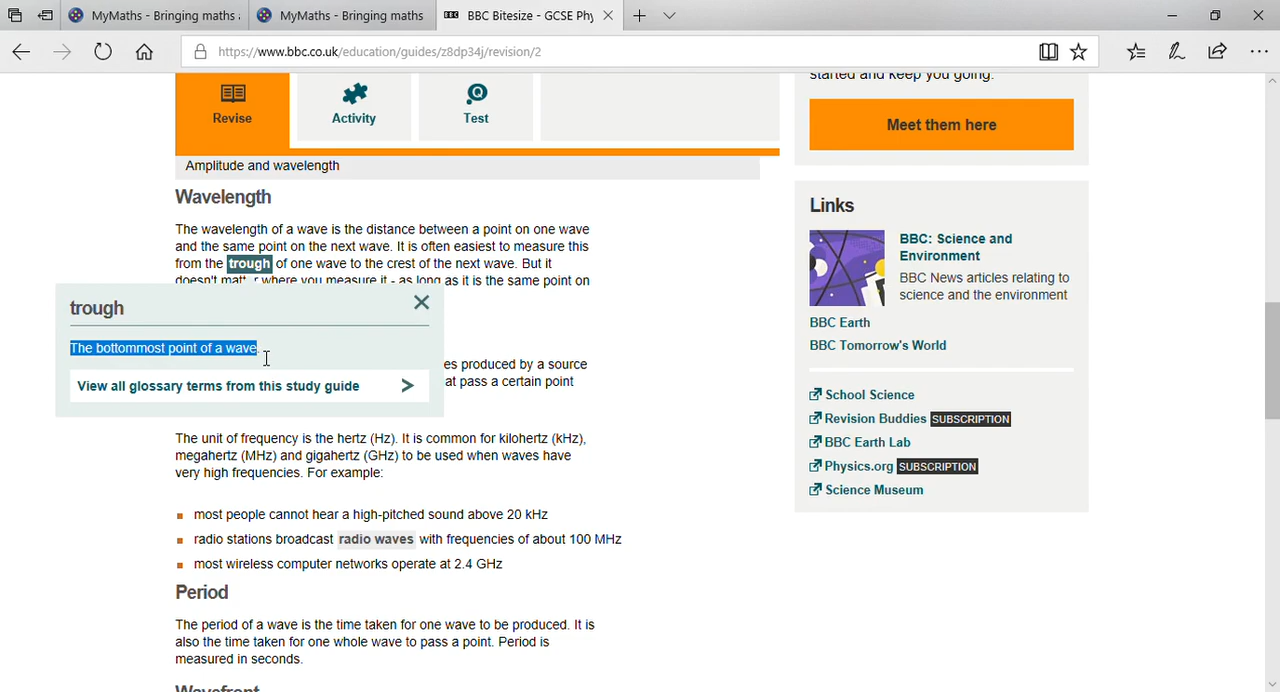 MyMaths - Bringing maths
MyMaths - Bringing maths
BBC Bitesize - GCSE Phy
https://www.bbc.co.uk/education/guides/z8dp34j/revision/2
started and keep you going.
Revise
Activity
Test
Meet them here
Amplitude and wavelength
Wavelength
The wavelength of a wave is the distance between a point on one wave
and the same point on the next wave. It is often easiest to measure this
from the trough of one wave to the crest of the next wave. But it
doesn't where you measure it - as long as it is the same point on
trough
The bottommost point of a wave.
View all glossary terms from this study guide
produced by a source
at pass a certain point
The unit of frequency is the hertz (Hz). It is common for kilohertz (kHz),
megahertz (MHz) and gigahertz (GHz) to be used when waves have
very high frequencies. For example:
most people cannot hear a high-pitched sound above 20 kHz
radio stations broadcast radio waves with frequencies of about 100 MHz
most wireless computer networks operate at 2.4 GHz
Period
The period of a wave is the time taken for one wave to be produced. It is
also the time taken for one whole wave to pass a point. Period is
measured in seconds.
Wavefront
Links
BBC: Science and
Environment
BBC News articles relating to
science and the environment
BBC Earth
BBC Tomorrow's World
School Science
Revision Buddies SUBSCRIPTION
BBC Earth Lab
Physics.org SUBSCRIPTION
Science Museum